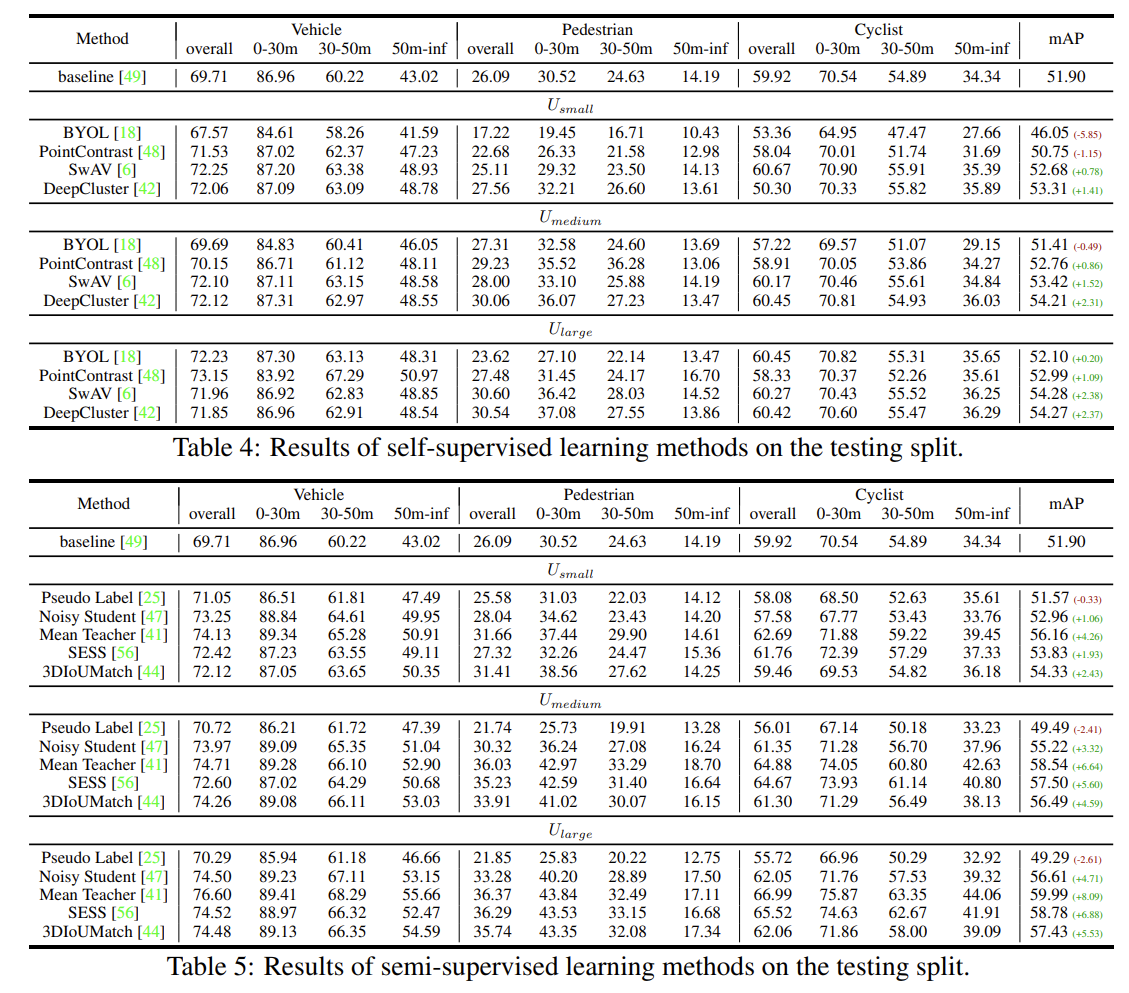 Method Vehicle Pedestrian Cyclist mAP
overall 0-30m 30-50m 50m-inf overall 0-30m 30-50m 50m-inf overall 0-30m 30-50m 50m-inf
baseline [49] 69.71 86.96 60.22 43.02 26.09 30.52 24.63 14.19 59.92 70.54 54.89 34.34 51.90
U_small
BYOL [18] 67.57 84.61 58.26 41.59 17.22 19.45 16.71 10.43 53.36 64.95 47.47 27.66 46.05 (-5.85)
PointContrast [48] 71.53 87.02 62.37 47.23 22.68 26.33 21.58 12.98 58.04 70.01 51.74 31.69 50.75 (-1.15)
SwAV [6] 72.25 87.20 63.38 48.93 25.11 29.32 23.50 14.13 60.67 70.90 55.91 35.39 52.68 (+0.78)
DeepCluster [42] 72.06 87.09 63.09 48.78 27.56 32.21 26.60 13.61 50.30 70.33 55.82 35.89 53.31 (+1.41)
U_medium
BYOL [18] 69.69 84.83 60.41 46.05 27.31 32.58 24.60 13.69 57.22 69.57 51.07 29.15 51.41 (-0.49)
PointContrast [48] 70.15 86.71 61.12 48.11 29.23 35.52 36.28 13.06 58.91 70.05 53.86 34.27 52.76 (+0.86)
SwAV [6] 72.10 87.11 63.15 48.58 28.00 33.10 25.88 14.19 60.17 70.46 55.61 34.84 53.42 (+1.52)
DeepCluster [42] 72.12 87.31 62.97 48.55 30.06 36.07 27.23 13.47 60.45 70.81 54.93 36.03 54.21 (+2.31)
U_large
BYOL [18] 72.23 87.30 63.13 48.31 23.62 27.10 22.14 13.47 60.45 70.82 55.31 35.65 52.10 (+0.20)
PointContrast [48] 73.15 83.92 67.29 50.97 27.48 31.45 24.17 16.70 58.33 70.37 52.26 35.61 52.99 (+1.09)
SwAV [6] 71.96 86.92 62.83 48.85 30.60 36.42 28.03 14.52 60.27 70.43 55.52 36.25 54.28 (+2.38)
DeepCluster [42] 71.85 86.96 62.91 48.54 30.54 37.08 27.55 13.86 60.42 70.60 55.47 36.29 54.27 (+2.37)
Table 4: Results of self-supervised learning methods on the testing split.
Method Vehicle Pedestrian Cyclist mAP
overall 0-30m 30-50m 50m-inf overall 0-30m 30-50m 50m-inf overall 0-30m 30-50m 50m-inf
baseline [49] 69.71 86.96 60.22 43.02 26.09 30.52 24.63 14.19 59.92 70.54 54.89 34.34 51.90
U_small
Pseudo Label [25] 71.05 86.51 61.81 47.49 25.58 31.03 22.03 14.12 58.08 68.50 52.63 35.61 51.57 (-0.33)
Noisy Student [47] 73.25 88.84 64.61 49.95 28.04 34.62 23.43 14.20 57.58 67.77 53.43 33.76 52.96 (+1.06)
Mean Teacher [41] 74.13 89.34 65.28 50.91 31.66 37.44 29.90 14.61 62.69 71.88 59.22 39.45 56.16 (+4.26)
SESS [56] 72.42 87.23 63.55 49.11 27.32 32.26 24.47 15.36 61.76 72.39 57.29 37.33 53.83 (+1.93)
3DIoUMatch [44] 72.12 87.05 63.65 50.35 31.41 38.56 27.62 14.25 59.46 69.53 54.82 36.18 54.33 (+2.43)
U_medium
Pseudo Label [25] 70.72 86.21 61.72 47.39 21.74 25.73 19.91 13.28 56.01 67.14 50.18 33.23 49.49 (-2.41)
Noisy Student [47] 73.97 89.09 65.35 51.04 30.32 36.24 27.08 16.24 61.35 71.28 56.70 37.96 55.22 (+3.32)
Mean Teacher [41] 74.71 89.28 66.10 52.90 36.03 42.97 33.29 18.70 64.88 74.05 60.80 42.63 58.54 (+6.64)
SESS [56] 72.60 87.02 64.29 50.68 35.23 42.59 31.40 16.64 64.67 73.93 61.14 40.80 57.50 (+5.60)
3DIoUMatch [44] 74.26 89.08 66.11 53.03 33.91 41.02 30.07 16.15 61.30 71.29 56.49 38.13 56.49 (+4.59)
U_large
Pseudo Label [25] 70.29 85.94 61.18 46.66 21.85 25.83 20.22 12.75 55.72 66.96 50.29 32.92 49.29 (-2.61)
Noisy Student [47] 74.50 89.23 67.11 53.15 33.28 40.20 28.89 17.50 62.05 71.76 57.53 39.32 56.61 (+4.71)
Mean Teacher [41] 76.60 89.41 68.29 55.66 36.37 43.84 32.49 17.11 66.99 75.87 63.35 44.06 59.99 (+8.09)
SESS [56] 74.52 88.97 66.32 52.47 36.29 43.53 33.15 16.68 65.52 74.63 62.67 41.91 58.78 (+6.88)
3DIoUMatch [44] 74.48 89.13 66.35 54.59 35.74 43.35 32.08 17.34 62.06 71.86 58.00 39.09 57.43 (+5.53)
Table 5: Results of semi-supervised learning methods on the testing split.